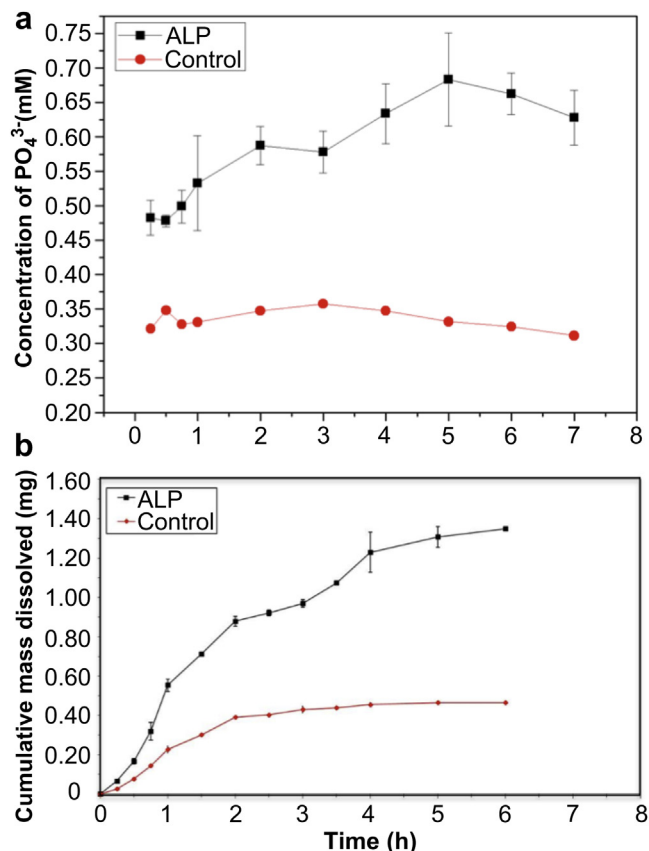 a
Concentration of PO₄³⁻(mM)
0.75
0.70
0.65
0.60
0.55
0.50
0.45
0.40
0.35
0.30
0.25
0.20
ALP
Control
0 1 2 3 4 5 6 7 8
b
Cumulative mass dissolved (mg)
1.60
1.40
1.20
1.00
0.80
0.60
0.40
0.20
0
ALP
Control
0 1 2 3 4 5 6 7 8
Time (h)